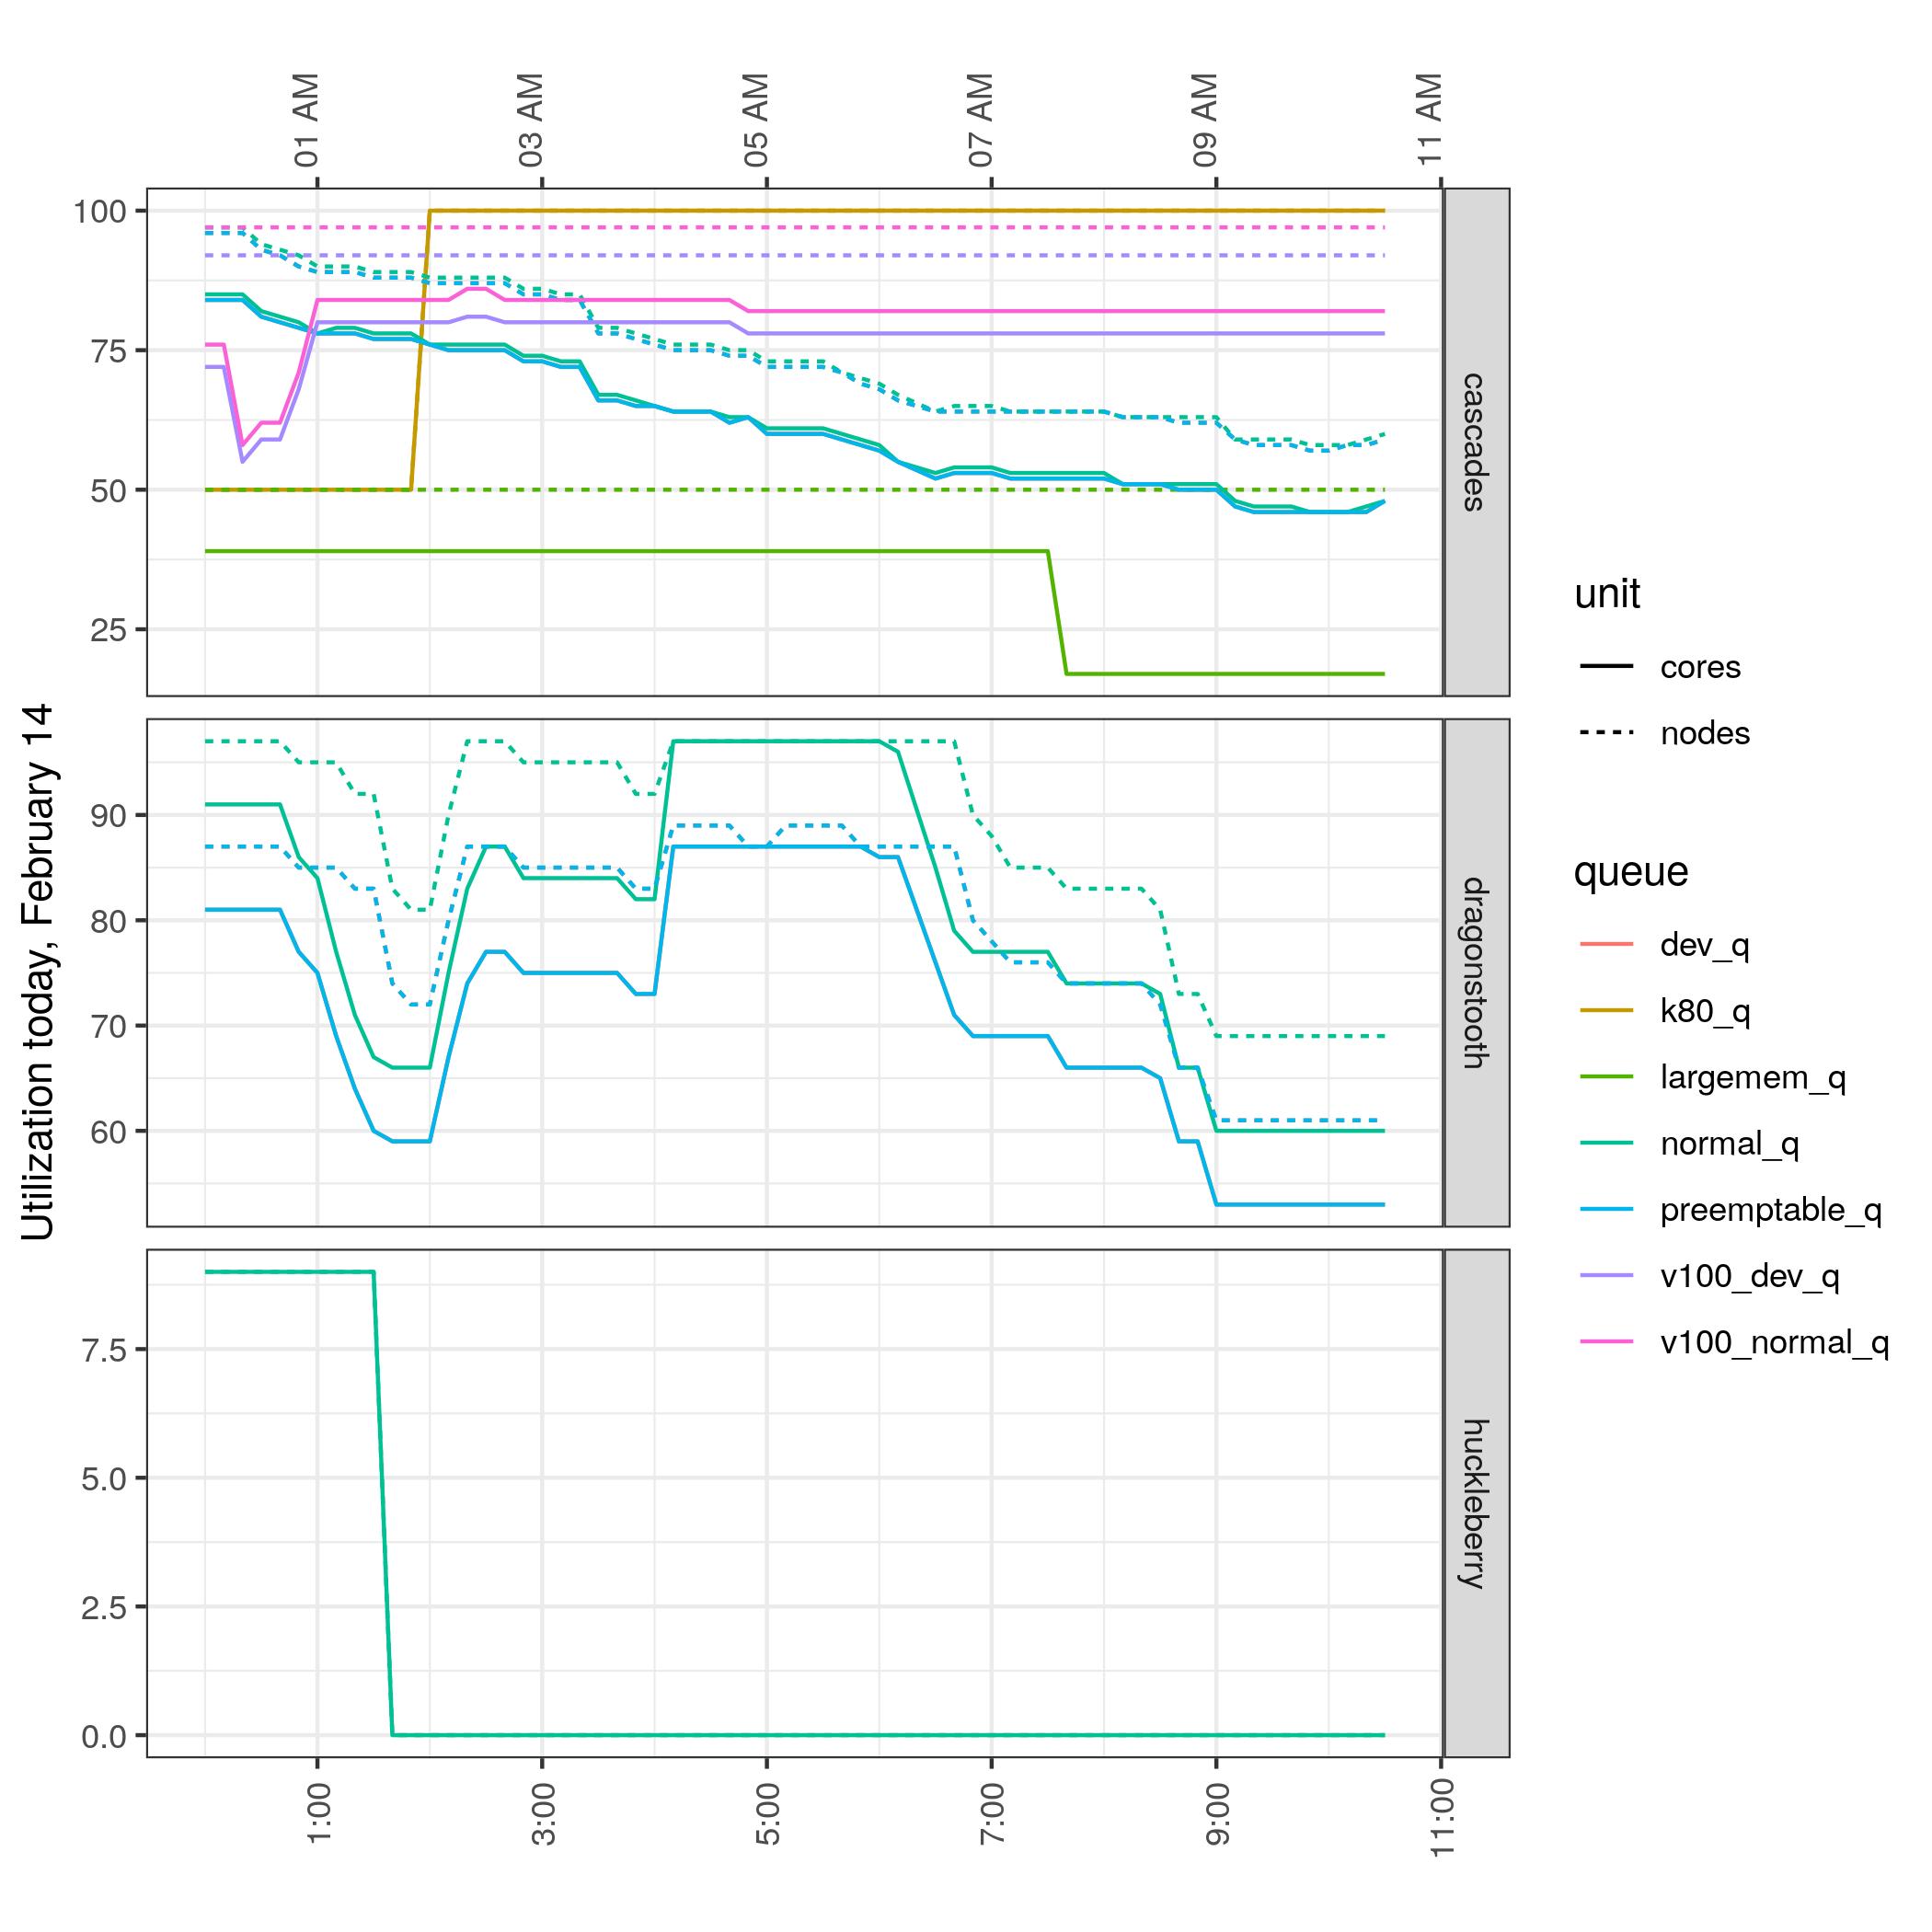 01 AM
03 AM
05 AM
07 AM
09 AM
11 AM
Utilization today, February 14
100
75
50
25
cascades
90
80
70
60
dragonstooth
7.5
5.0
2.5
0.0
huckleberry
1:00
3:00
5:00
7:00
9:00
11:00
unit
cores
nodes
queue
dev_q
k80_q
largemem_q
normal_q
preemptable_q
v100_dev_q
v100_normal_q